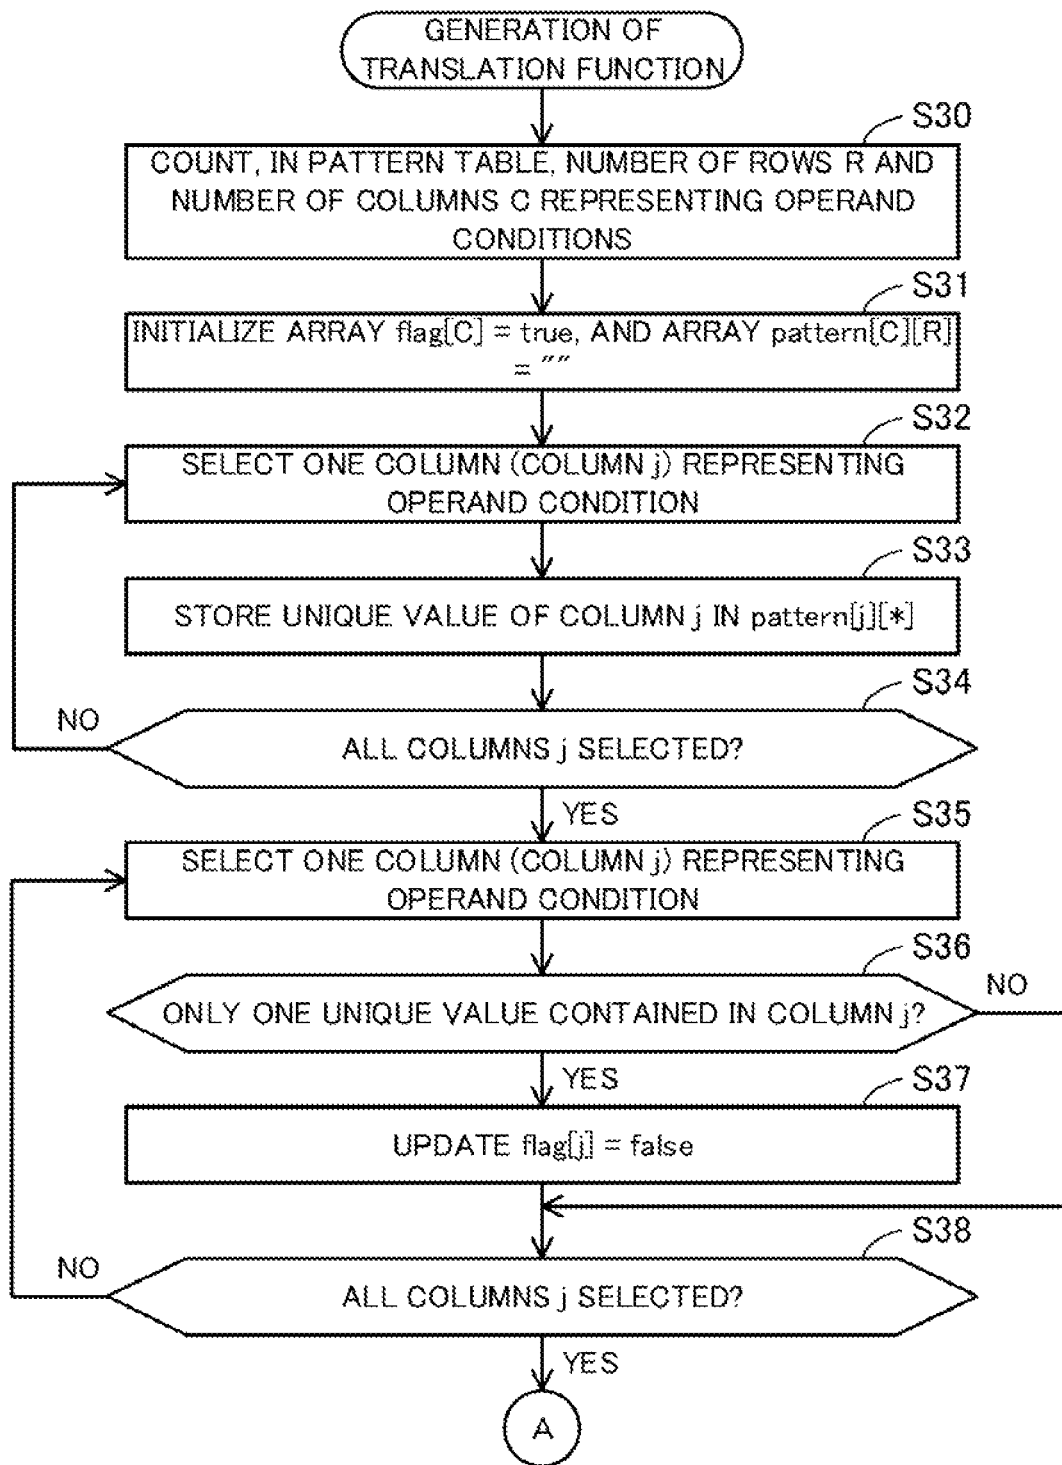 GENERATION OF
TRANSLATION FUNCTION
S30
COUNT, IN PATTERN TABLE, NUMBER OF ROWS R AND
NUMBER OF COLUMNS C REPRESENTING OPERAND
CONDITIONS
S31
INITIALIZE ARRAY flag[C] = true, AND ARRAY pattern[C][R]
= ""
S32
SELECT ONE COLUMN (COLUMN j) REPRESENTING
OPERAND CONDITION
S33
STORE UNIQUE VALUE OF COLUMN j IN pattern[j][*]
S34
NO
ALL COLUMNS j SELECTED?
YES
S35
SELECT ONE COLUMN (COLUMN j) REPRESENTING
OPERAND CONDITION
S36
NO
ONLY ONE UNIQUE VALUE CONTAINED IN COLUMN j?
YES
S37
UPDATE flag[j] = false
S38
NO
ALL COLUMNS j SELECTED?
YES
A